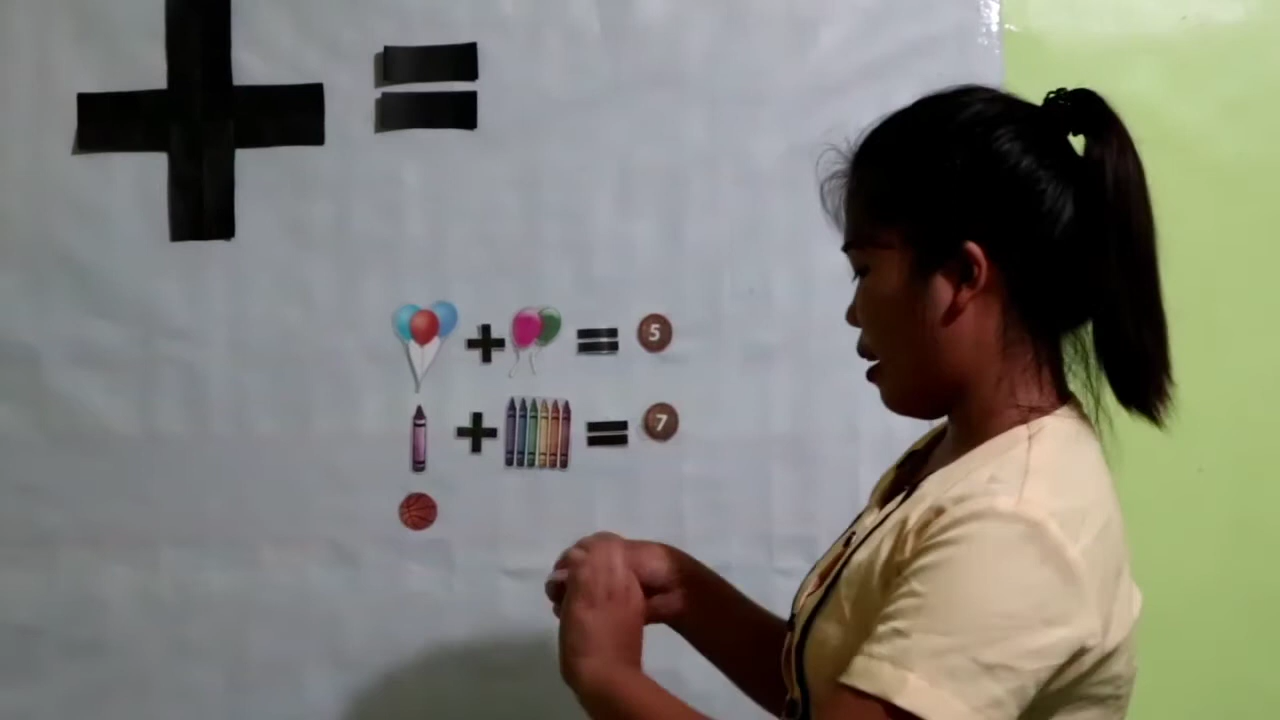 + =
+ = 5
+ = 7